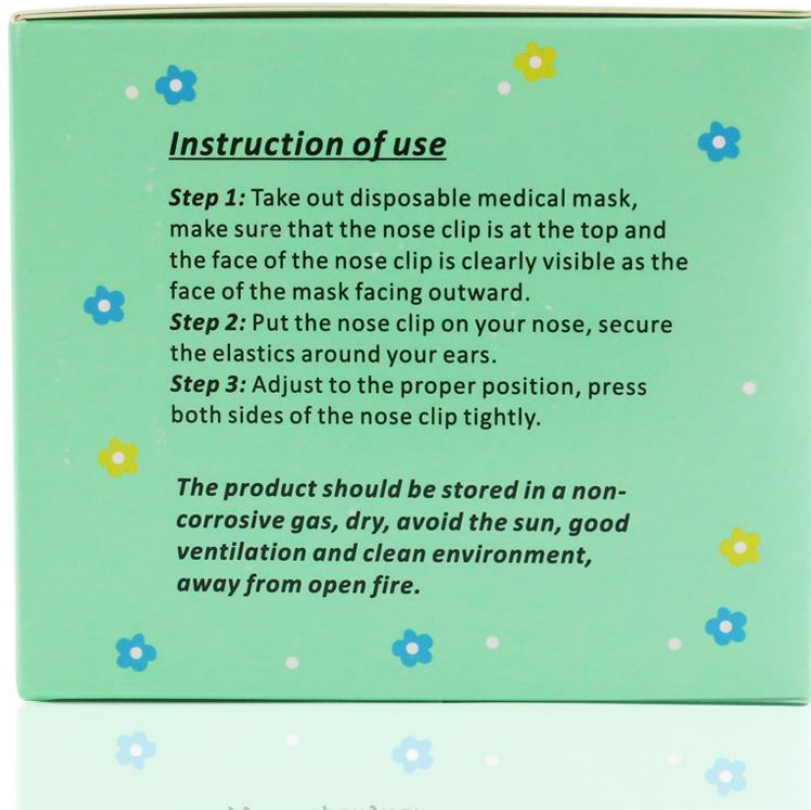 Instruction of use
Step 1: Take out disposable medical mask,
make sure that the nose clip is at the top and
the face of the nose clip is clearly visible as the
face of the mask facing outward.
Step 2: Put the nose clip on your nose, secure
the elastics around your ears.
Step 3: Adjust to the proper position, press
both sides of the nose clip tightly.
The product should be stored in a non-
corrosive gas, dry, avoid the sun, good
ventilation and clean environment,
away from open fire.